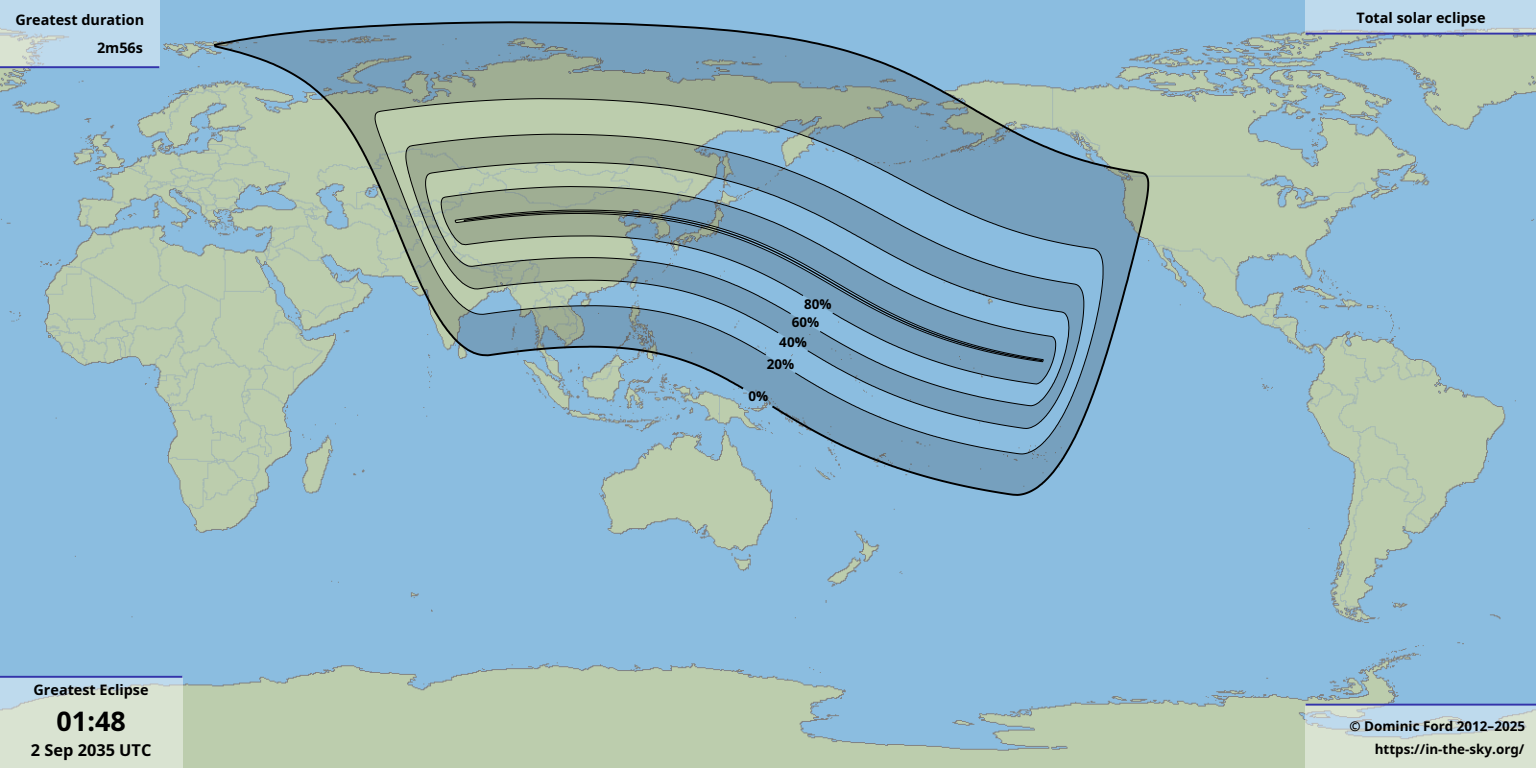 Greatest duration
2m56s
Total solar eclipse
80%
60%
40%
20%
0%
Greatest Eclipse
01:48
2 Sep 2035 UTC
© Dominic Ford 2012–2025
https://in-the-sky.org/